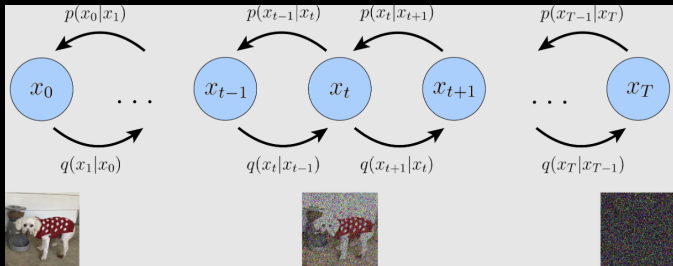 p(x_0|x_1) p(x_{t-1}|x_t) p(x_t|x_{t+1}) p(x_{T-1}|x_T)
x_0 ... x_{t-1} x_t x_{t+1} ... x_T
q(x_1|x_0) q(x_t|x_{t-1}) q(x_{t+1}|x_t) q(x_T|x_{T-1})